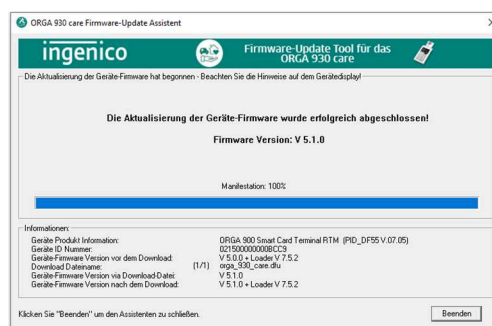 ORGA 930 care Firmware-Update Assistent
ingenico
Firmware-Update Tool für das
ORGA 930 care
Die Aktualisierung der Geräte-Firmware hat begonnen - Beachten Sie die Hinweise auf dem Gerätedisplay!
Die Aktualisierung der Geräte-Firmware wurde erfolgreich abgeschlossen!
Firmware Version: V 5.1.0
Manifestation: 100%
Informationen:
Geräte Produkt Information: ORGA 900 Smart Card Terminal RTM (PID_DF55 V.07.05)
Geräte ID Nummer: 021500000000BCC9
Geräte-Firmware Version vor dem Download: V 5.0.0 + Loader V 7.5.2
Download Dateiname: (1/1) orga_930_care.dfu
Geräte-Firmware Version via Download-Datei: V 5.1.0
Geräte-Firmware Version nach dem Download: V 5.1.0 + Loader V 7.5.2
Klicken Sie "Beenden" um den Assistenten zu schließen.
Beenden